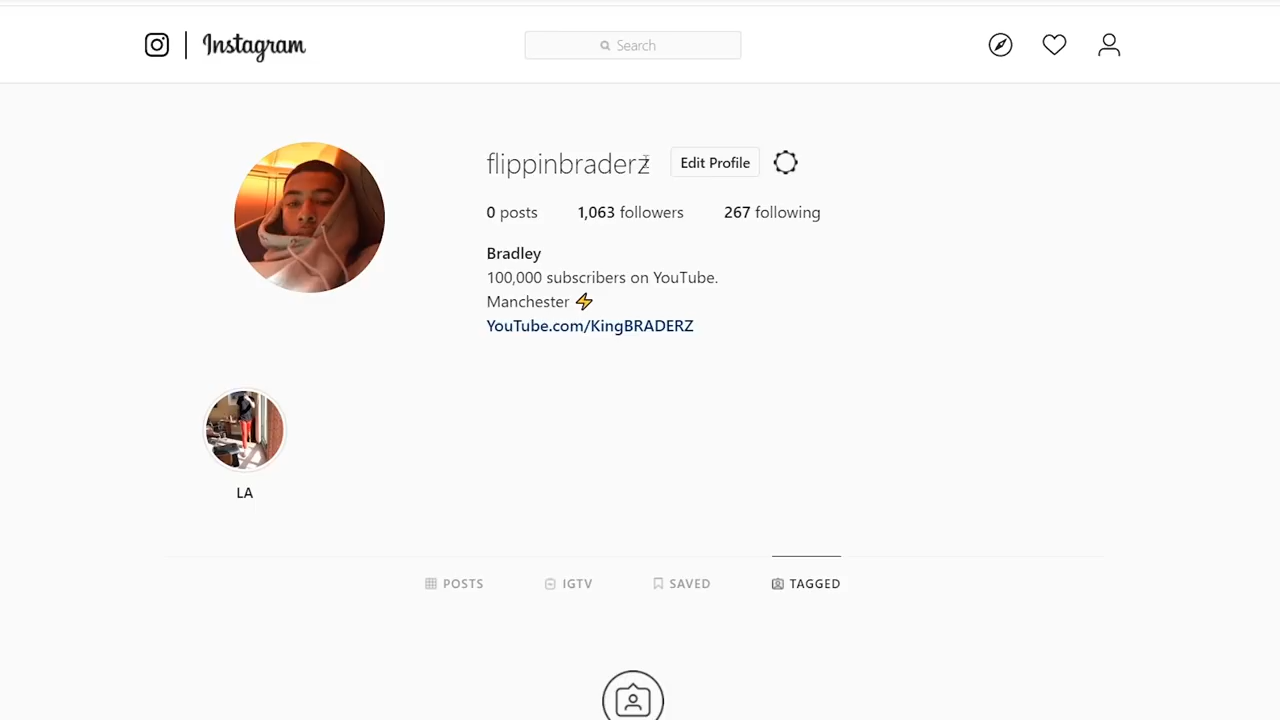 Instagram
Search
flippinbraderz
Edit Profile
0 posts 1,063 followers 267 following
Bradley
100,000 subscribers on YouTube.
Manchester ⚡
YouTube.com/KingBRADERZ
LA
POSTS IGTV SAVED TAGGED